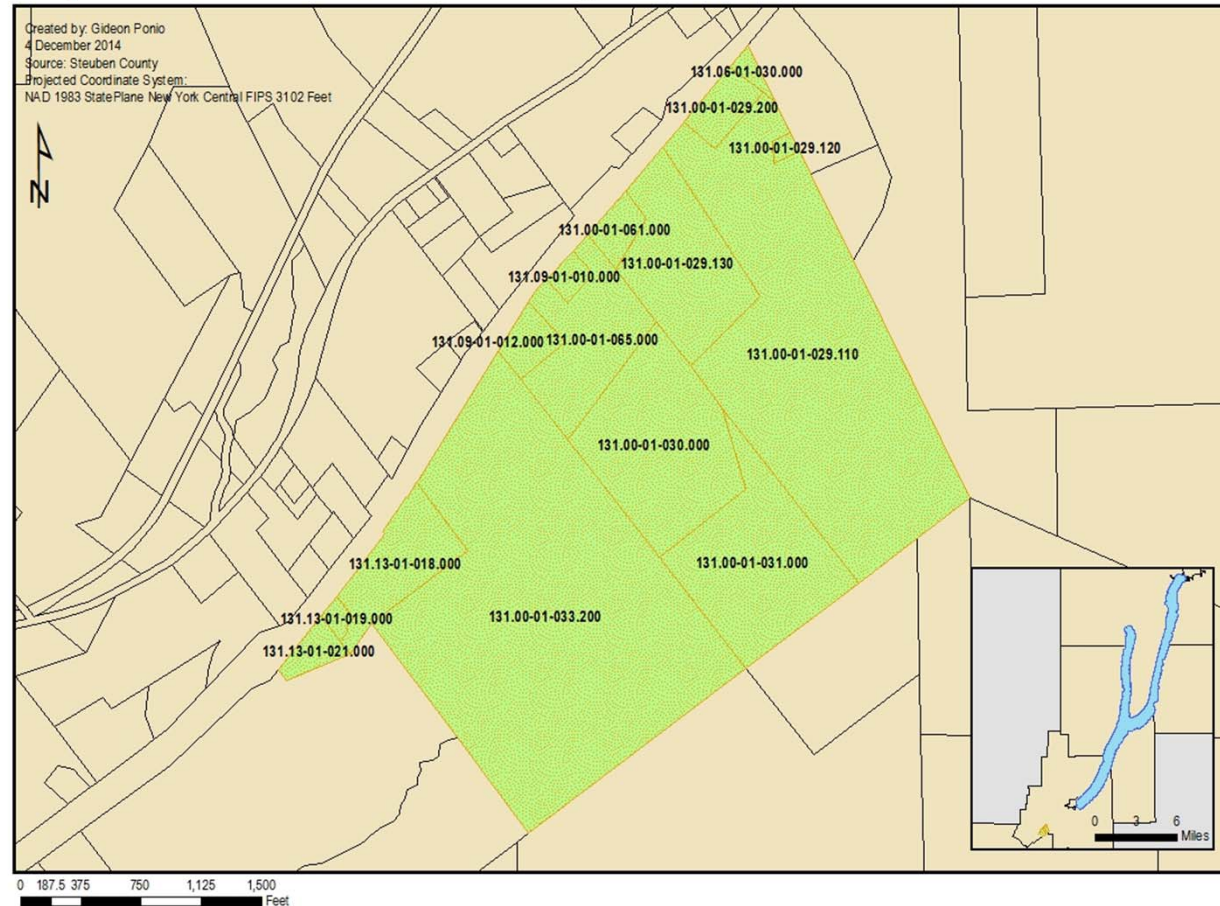 Created by: Gideon Ponio
4 December 2014
Source: Steuben County
Projected Coordinate System:
NAD 1983 StatePlane New York Central FIPS 3102 Feet
N
131.06-01-030.000
131.00-01-029.200
131.00-01-029.120
131.00-01-061.000
131.00-01-029.130
131.09-01-010.000
131.09-01-012.000
131.00-01-065.000
131.00-01-029.110
131.00-01-030.000
131.13-01-018.000
131.00-01-031.000
131.13-01-019.000
131.00-01-033.200
131.13-01-021.000
0 3 6
Miles
0 187.5 375 750 1,125 1,500
Feet